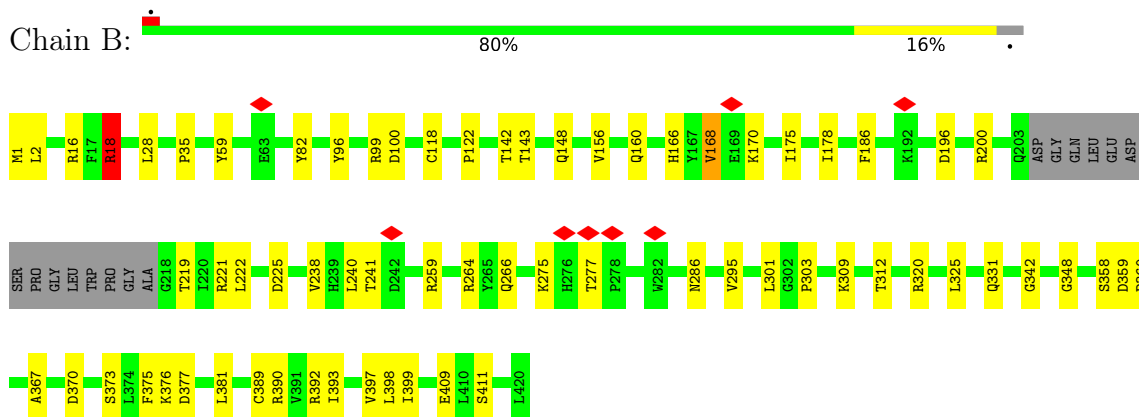 Chain B:
80% 16%
M1 L2 R16 F17 R18 L28 P35 Y59 E63 Y82 Y96 R99 D100 C118 P122 T142 T143 Q148 V156 Q160 H166 Y167 V168 E169 K170 I175 I178 F186 K192 D196 R200 Q203 ASP GLY GLN LEU GLU ASP
SER PRO GLY LEU TRP PRO GLY ALA G218 T219 I220 R221 L222 D225 V238 H239 L240 T241 D242 R259 R264 Y265 Q266 K275 H276 T277 P278 W282 N286 V295 L301 G302 P303 K309 T312 R320 L325 Q331 G342 G348 S358 D359
A367 D370 S373 L374 F375 K376 D377 L381 C389 R390 V391 R392 I393 V397 L398 I399 E409 L410 S411 L420